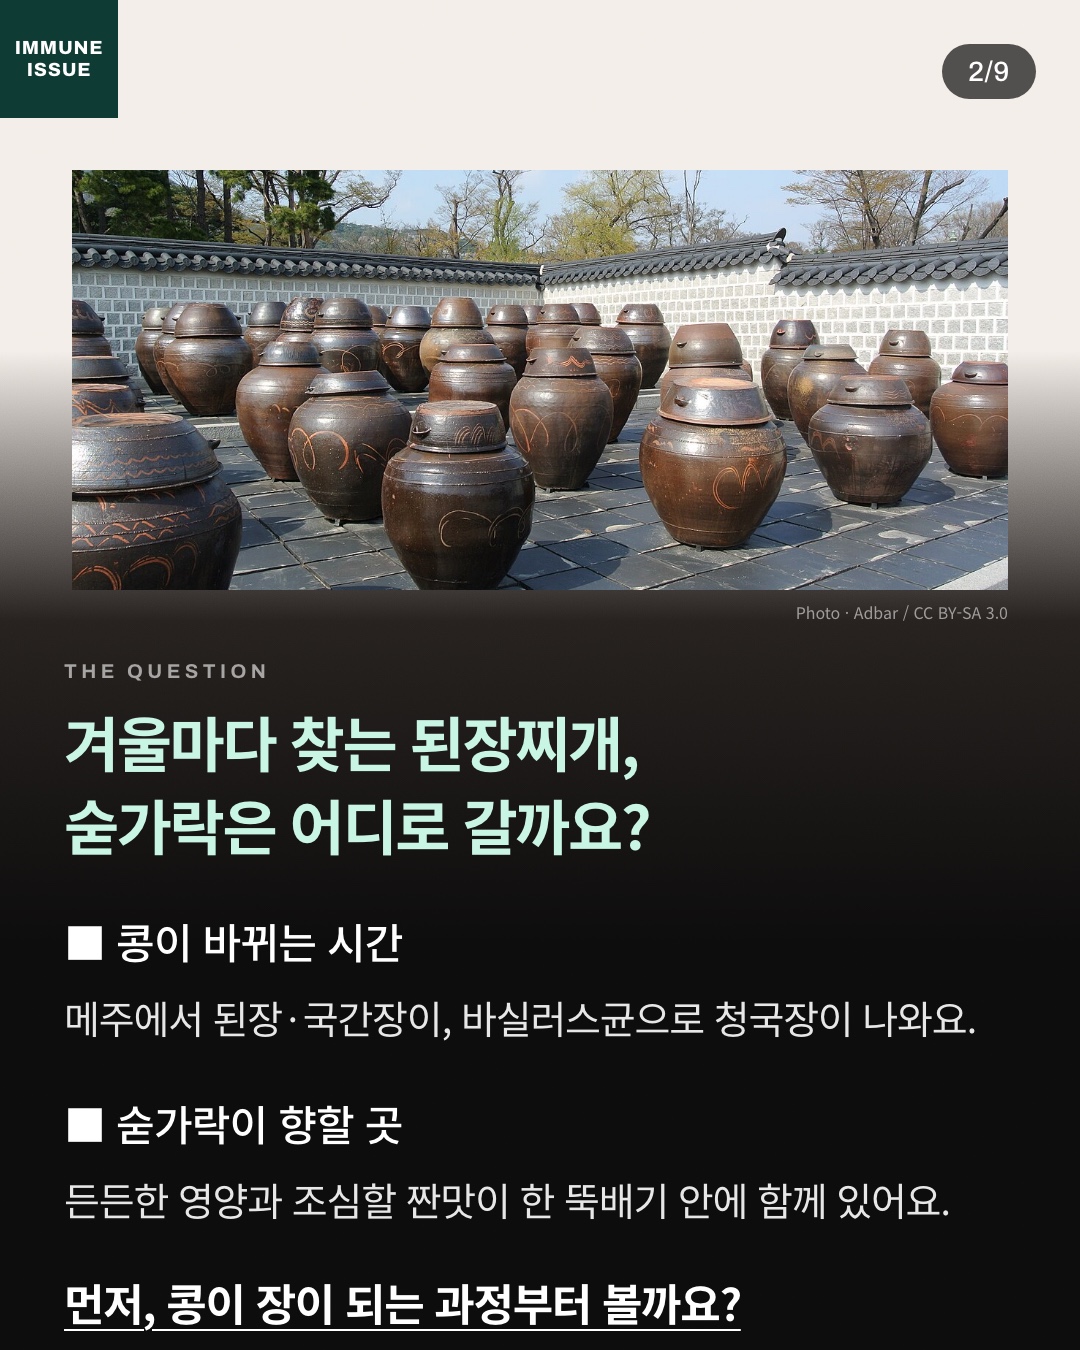 IMMUNE
ISSUE
2/9
Photo · Adbar / CC BY-SA 3.0
THE QUESTION
겨울마다 찾는 된장찌개,
숟가락은 어디로 갈까요?
■ 콩이 바뀌는 시간
메주에서 된장·국간장이, 바실러스균으로 청국장이 나와요.
■ 숟가락이 향할 곳
든든한 영양과 조심할 짠맛이 한 뚝배기 안에 함께 있어요.
먼저, 콩이 장이 되는 과정부터 볼까요?